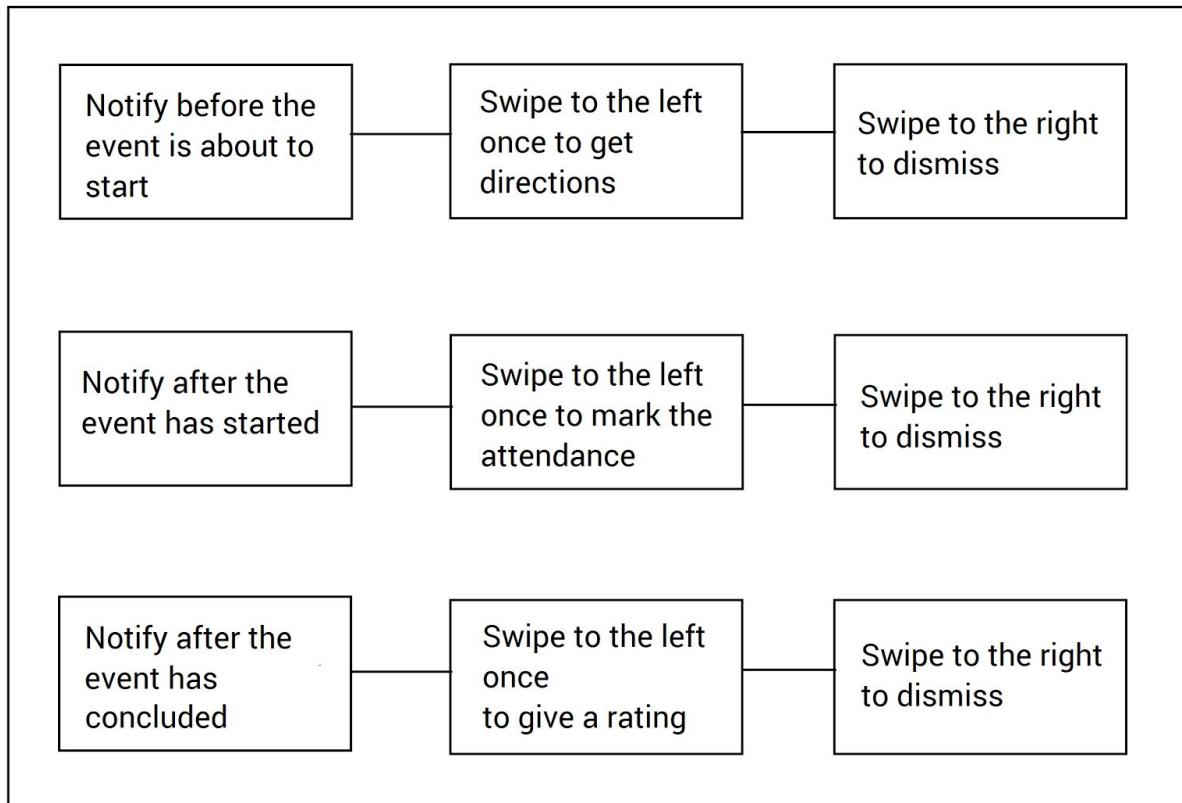 Notify before the
event is about to
start
Swipe to the left
once to get
directions
Swipe to the right
to dismiss
Notify after the
event has started
Swipe to the left
once to mark the
attendance
Swipe to the right
to dismiss
Notify after the
event has
concluded
Swipe to the left
once
to give a rating
Swipe to the right
to dismiss